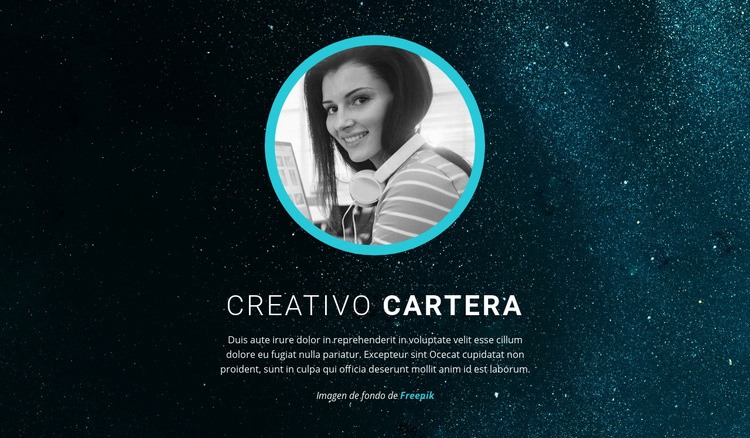 CREATIVO CARTERA
Duis aute irure dolor in reprehenderit in voluptate velit esse cillum
dolore eu fugiat nulla pariatur. Excepteur sint Ocecat cupidatat non
proident, sunt in culpa qui officia deserunt mollit anim id est laborum.
Imagen de fondo de Freepik